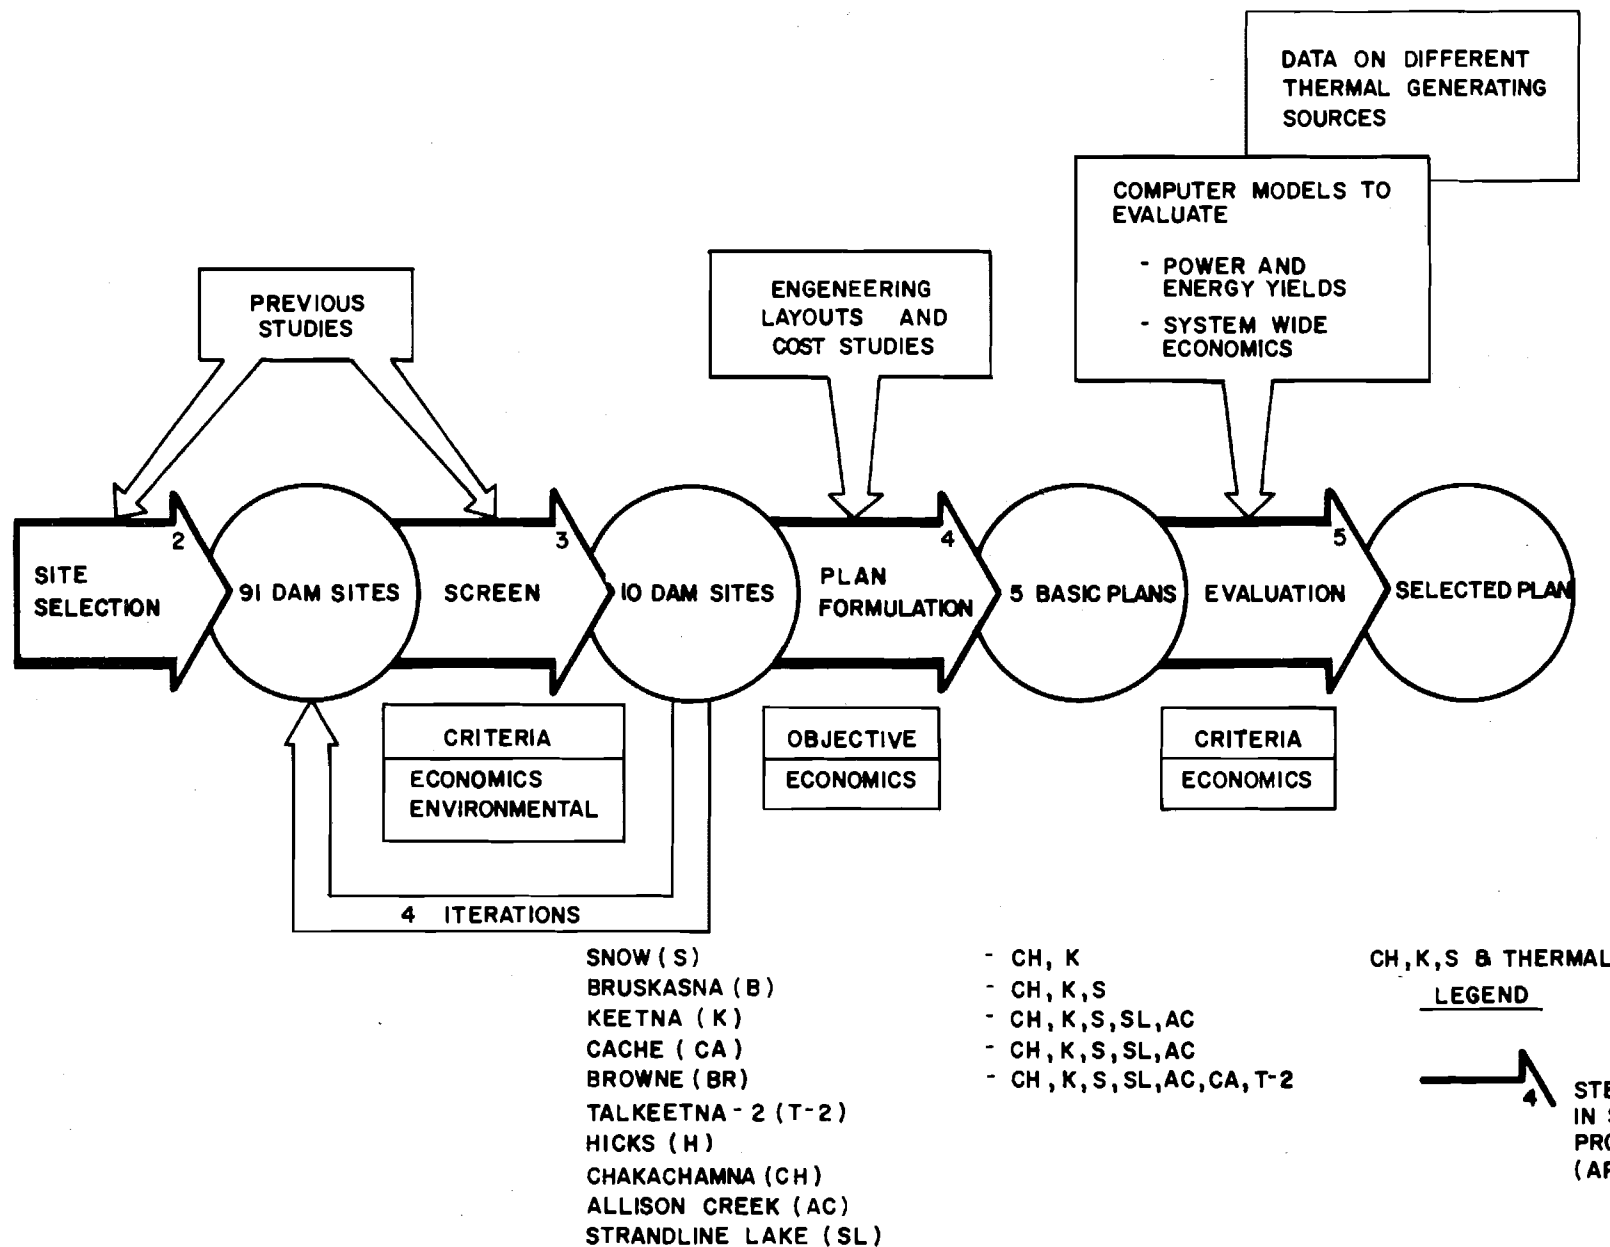 DATA ON DIFFERENT
THERMAL GENERATING
SOURCES
COMPUTER MODELS TO
EVALUATE
- POWER AND
ENERGY YIELDS
- SYSTEM WIDE
ECONOMICS
PREVIOUS
STUDIES
ENGENEERING
LAYOUTS AND
COST STUDIES
2
SITE
SELECTION
91 DAM SITES
3
SCREEN
10 DAM SITES
4
PLAN
FORMULATION
5 BASIC PLANS
5
EVALUATION
SELECTED PLAN
CRITERIA
ECONOMICS
ENVIRONMENTAL
OBJECTIVE
ECONOMICS
CRITERIA
ECONOMICS
4 ITERATIONS
SNOW (S)
BRUSKASNA (B)
KEETNA (K)
CACHE (CA)
BROWNE (BR)
TALKEETNA-2 (T-2)
HICKS (H)
CHAKACHAMNA (CH)
ALLISON CREEK (AC)
STRANDLINE LAKE (SL)
- CH, K
- CH, K, S
- CH, K, S, SL, AC
- CH, K, S, SL, AC
- CH, K, S, SL, AC, CA, T-2
CH, K, S & THERMAL
LEGEND
4
IN